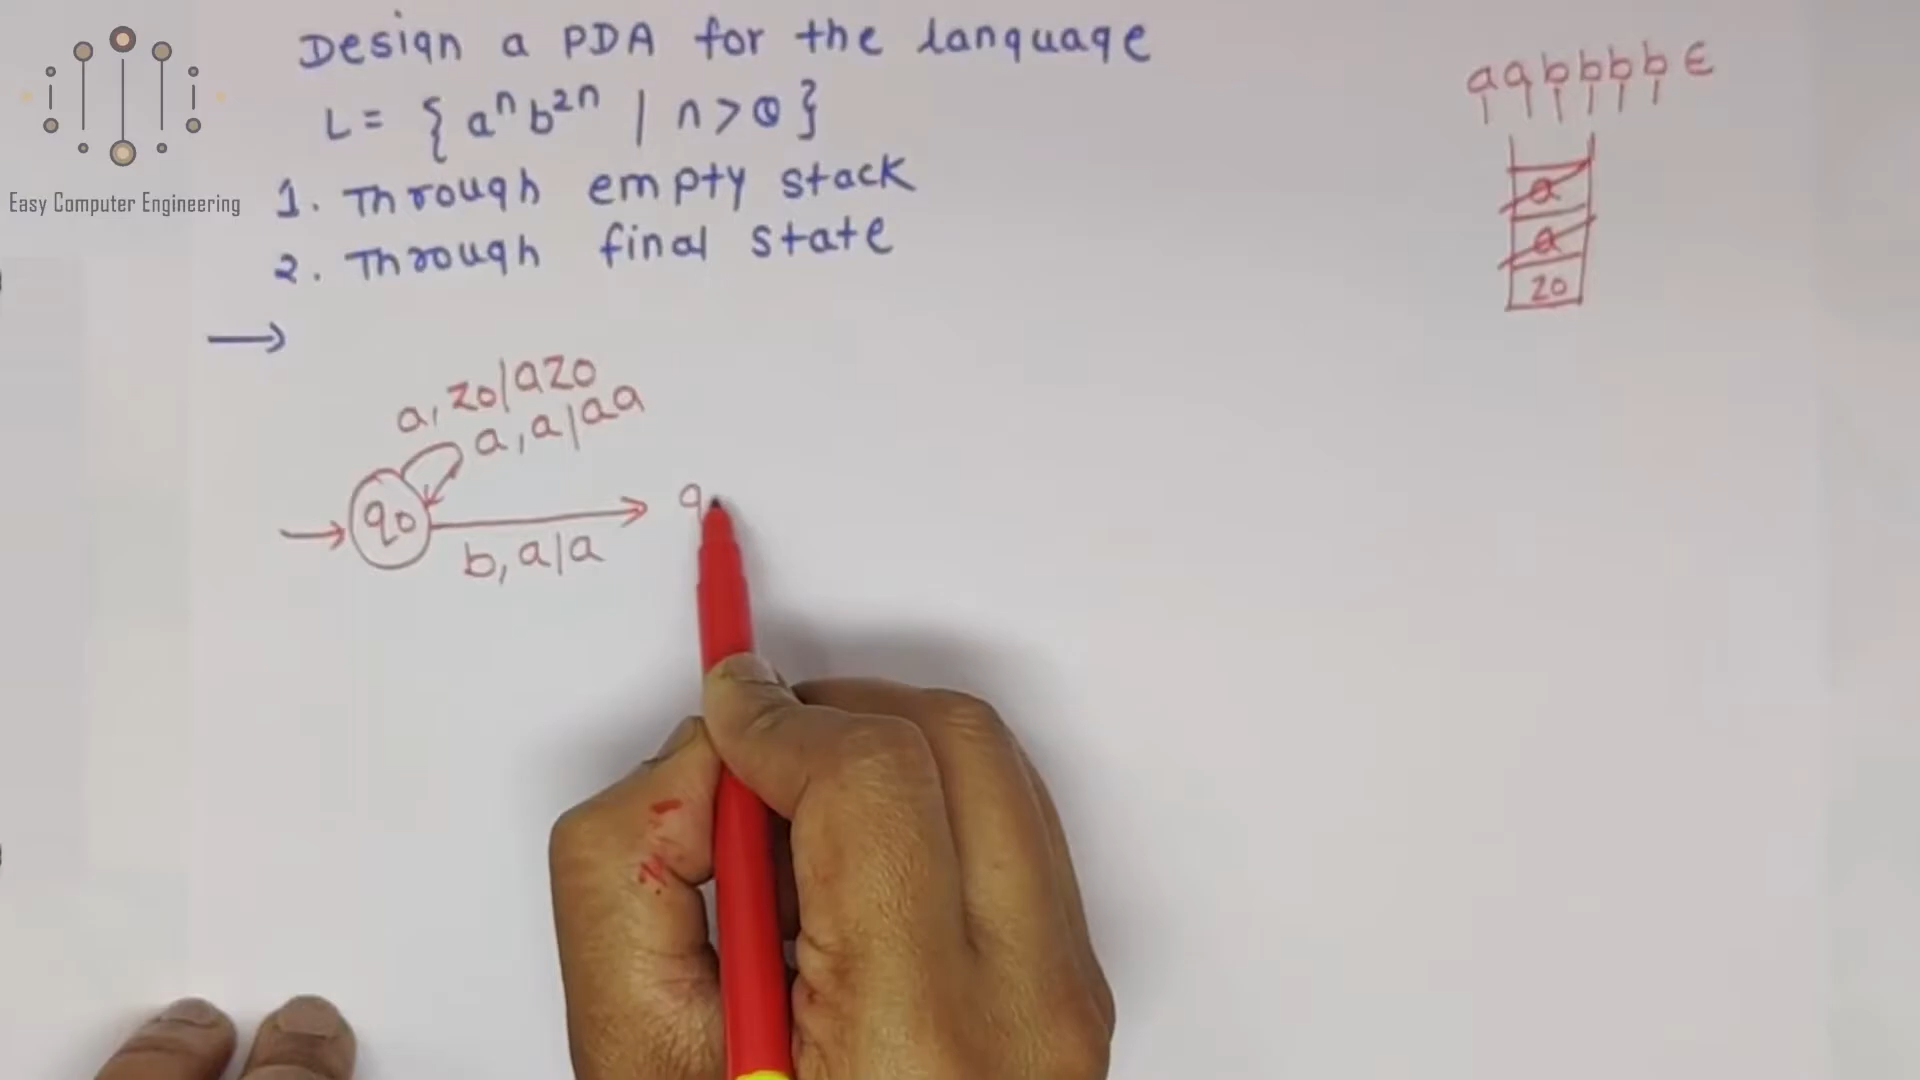 Design a PDA for the language
L = { aⁿb²ⁿ | n > 0 }
1. Through empty stack
2. Through final state
Easy Computer Engineering
aabbbbε
a
a
z0
a, z0|az0
a, a|aa
q0
b, a|a
q